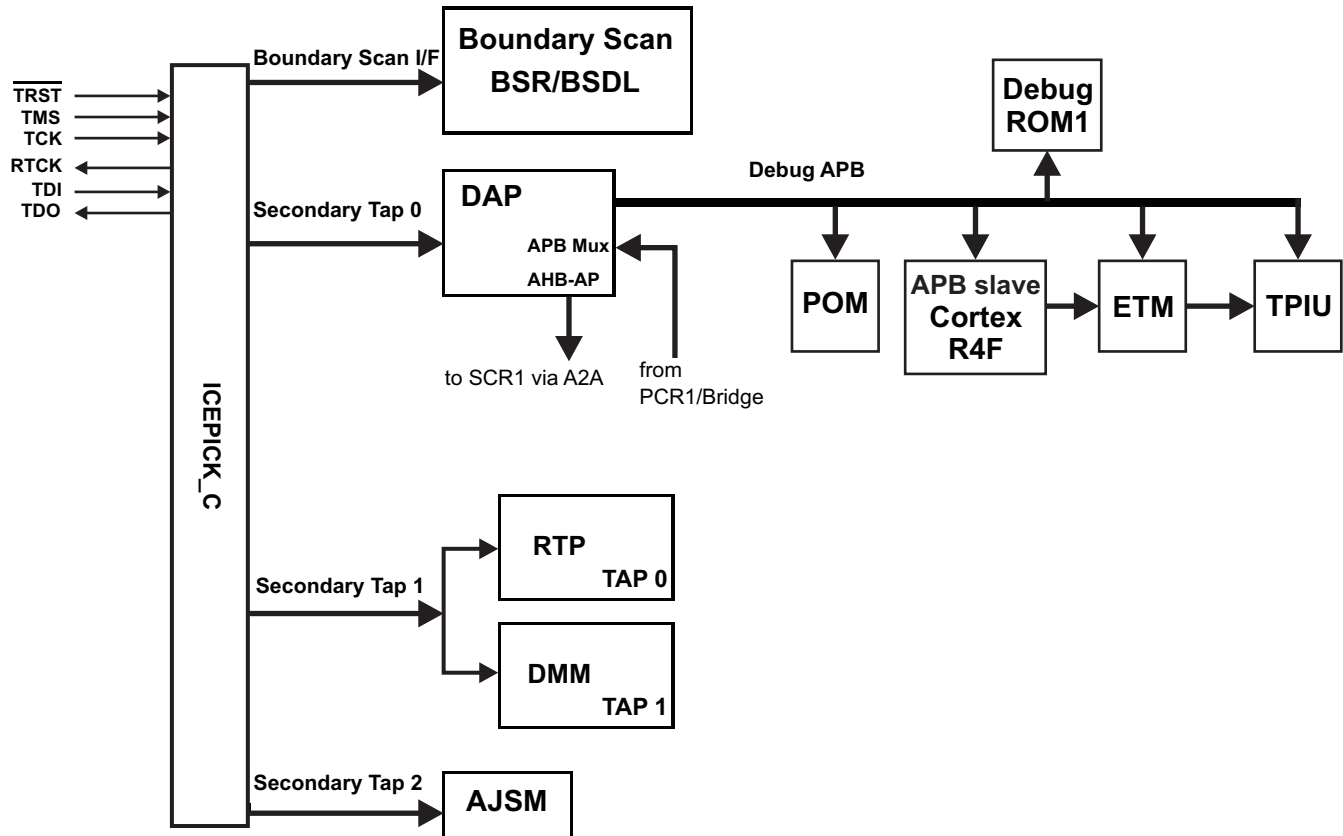 Boundary Scan I/F
Boundary Scan
BSR/BSDL
TRST
TMS
TCK
RTCK
TDI
TDO
Debug
ROM1
Debug APB
Secondary Tap 0
DAP
APB Mux
AHB-AP
POM
APB slave
Cortex
R4F
ETM
TPIU
to SCR1 via A2A
from
PCR1/Bridge
ICEPICK_C
Secondary Tap 1
RTP
TAP 0
DMM
TAP 1
Secondary Tap 2
AJSM